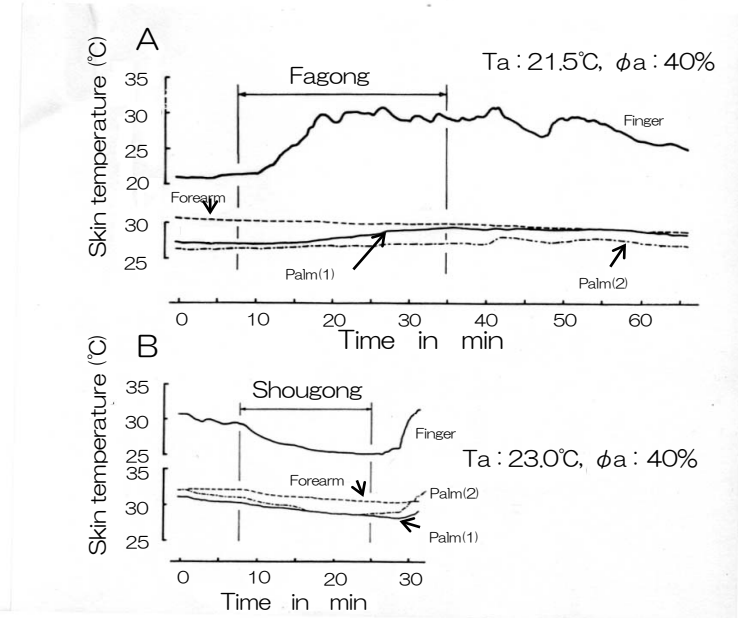 A
Ta : 21.5℃, φa : 40%
Skin temperature (℃)
35
30
25
20
Fagong
Finger
Forearm
30
25
Palm(1)
Palm(2)
0 10 20 30 40 50 60
Time in min
B
Ta : 23.0℃, φa : 40%
Skin temperature (℃)
35
30
25
Shougong
Finger
35
30
25
Forearm
Palm(2)
Palm(1)
0 10 20 30
Time in min